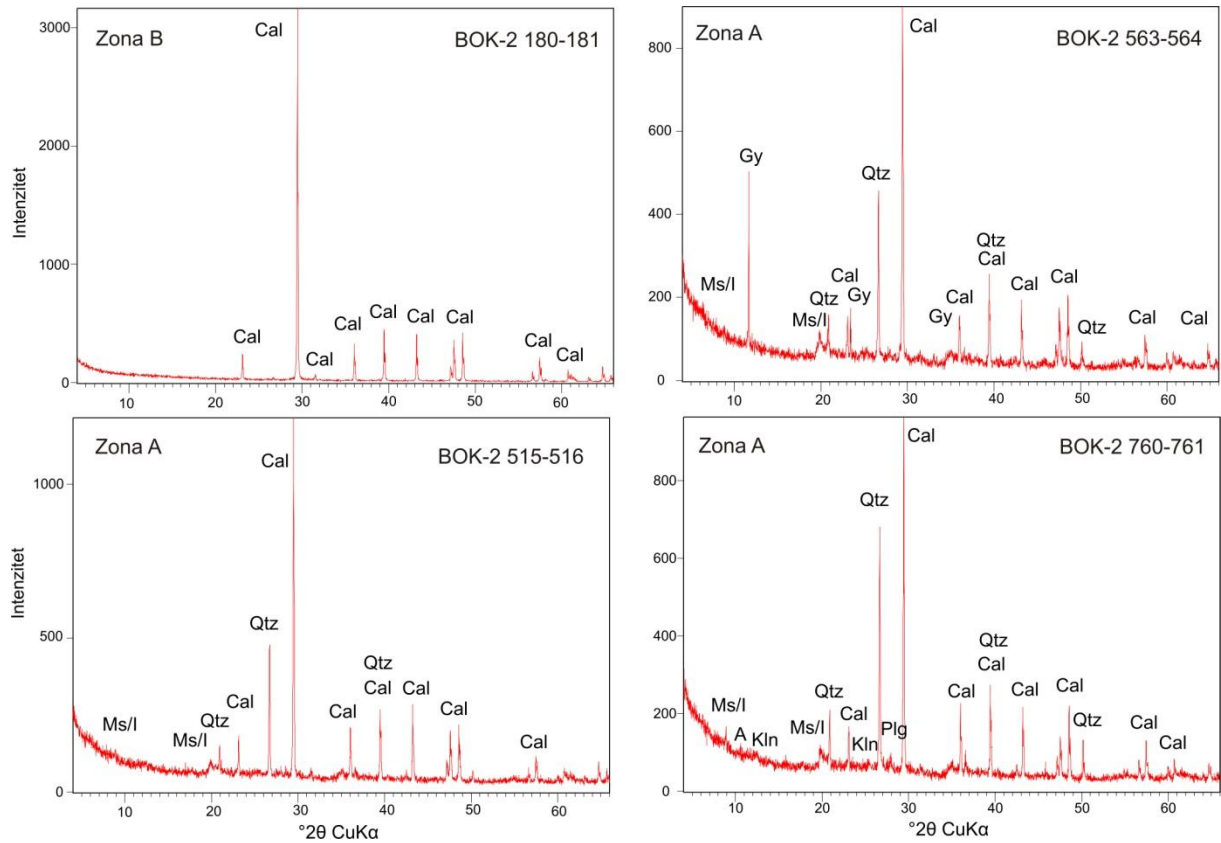 Zona B
Cal
BOK-2 180-181
Intenzitet
3000
2000
1000
0
Cal
Cal
Cal
Cal
Cal
Cal
Cal
Cal
10
20
30
40
50
60
Zona A
Cal
BOK-2 563-564
800
600
400
200
0
Ms/I
Gy
Ms/I
Qtz
Cal
Gy
Qtz
Gy
Cal
Qtz
Cal
Cal
Cal
Qtz
Cal
Cal
10
20
30
40
50
60
Zona A
Cal
BOK-2 515-516
Intenzitet
1000
500
0
Ms/I
Ms/I
Qtz
Cal
Qtz
Cal
Qtz
Cal
Cal
Cal
Cal
10
20
30
40
50
60
°2θ CuKα
Zona A
Cal
BOK-2 760-761
800
600
400
200
0
Ms/I
A
Kln
Ms/I
Qtz
Cal
Kln
Qtz
Plg
Cal
Qtz
Cal
Cal
Cal
Qtz
Cal
Cal
10
20
30
40
50
60
°2θ CuKα